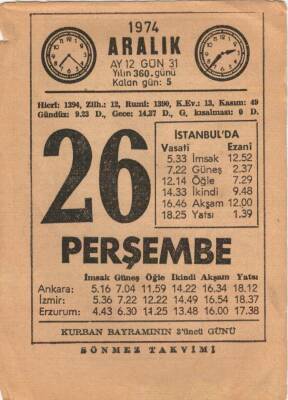 1974
ARALIK
AY 12 GÜN 31
Yılın 360. günü
Kalan gün: 5
Hicri: 1394, Zilh.: 12, Rumi: 1390, K.Ev.: 13, Kasım: 49
Gündüz: 9.23 D., Gece: 14.37 D., G, kısalması: 0 D.
26
İSTANBUL'DA
Vasati Ezani
5.33 İmsak 12.52
7.22 Güneş 2.37
12.14 Öğle 7.29
14.33 İkindi 9.48
16.46 Akşam 12.00
18.25 Yatsı 1.39
PERŞEMBE
İmsak Güneş Öğle İkindi Akşam Yatsı
Ankara: 5.16 7.04 11.59 14.22 16.34 18.12
İzmir: 5.36 7.22 12.22 14.49 16.54 18.37
Erzurum: 4.43 6.30 11.25 13.48 16.00 17.38
KURBAN BAYRAMININ 3'üncü GÜNÜ
SÖNMEZ TAKVİMİ